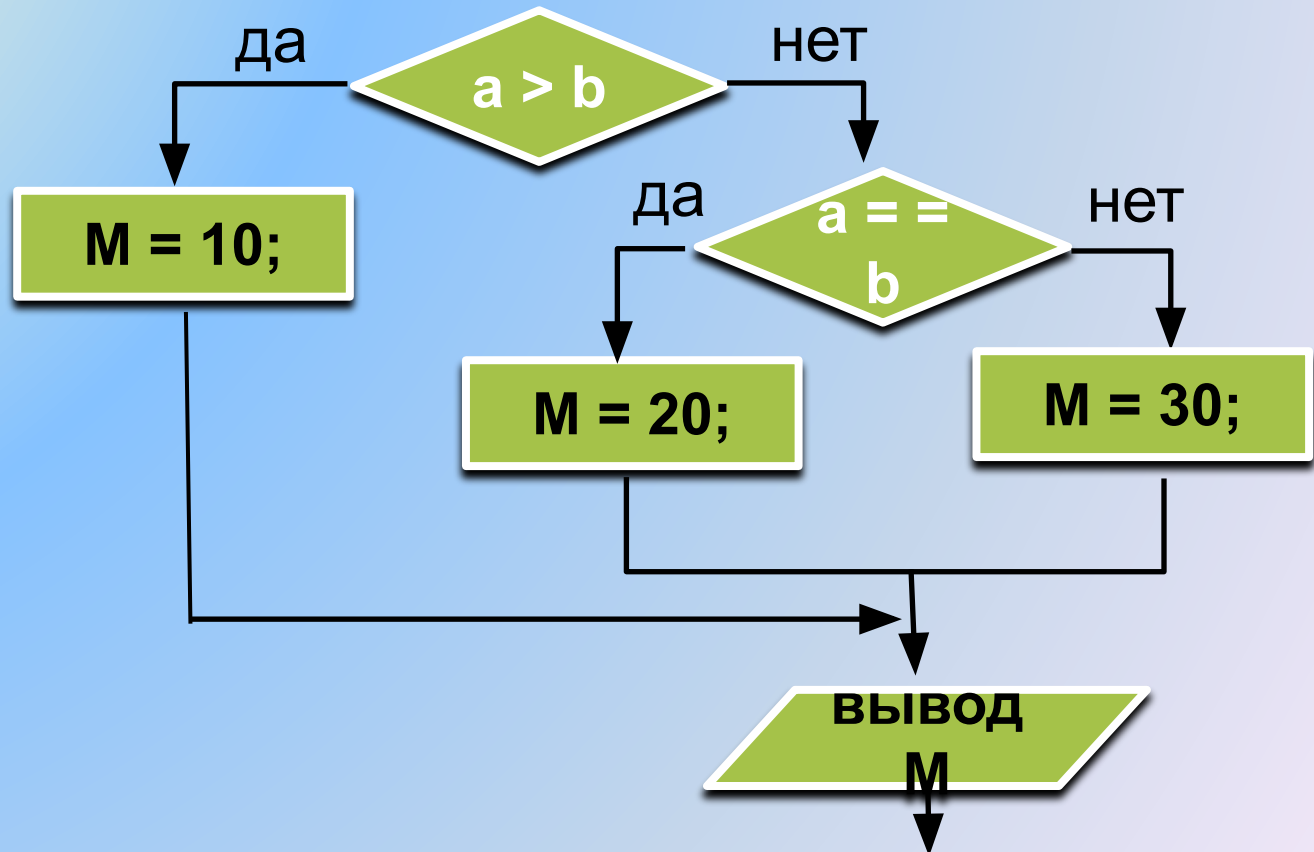 да
a > b
нет
M = 10;
да
a = =
b
нет
M = 20;
M = 30;
вывод
M